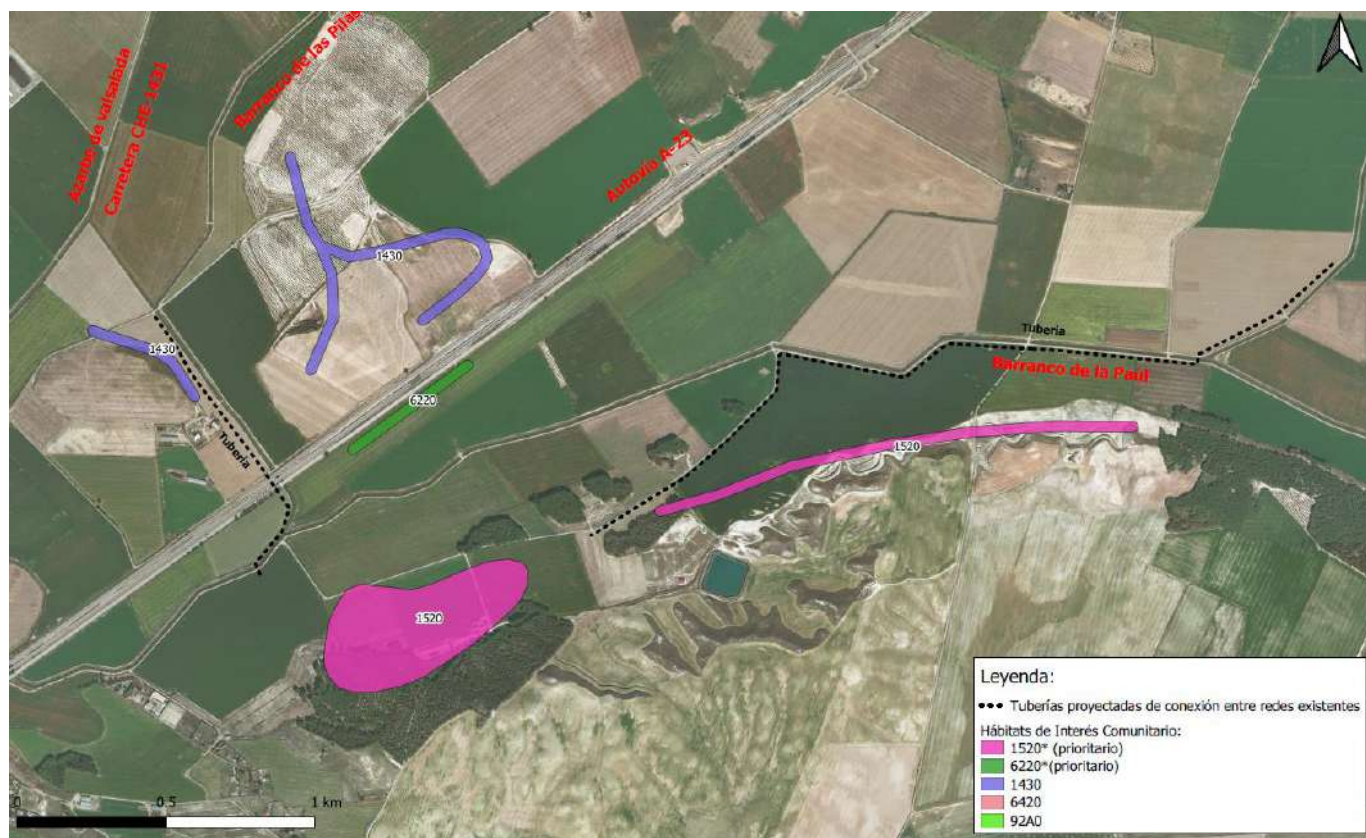 Azarbe de valsalada
Carretera CHE-1431
Barranco de las Pilas
Autovía A-23
1430
1430
6220
Tubería
Tubería
Barranco de la Paúl
1520
1520
0 0.5 1 km
Leyenda:
Tuberías proyectadas de conexión entre redes existentes
Hábitats de Interés Comunitario:
1520* (prioritario)
6220*(prioritario)
1430
6420
92A0